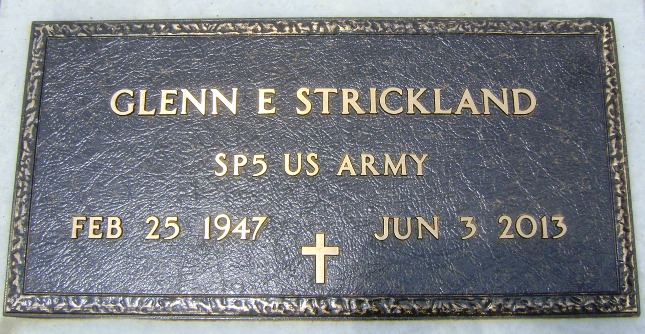 GLENN E STRICKLAND
SP5 US ARMY
FEB 25 1947 JUN 3 2013